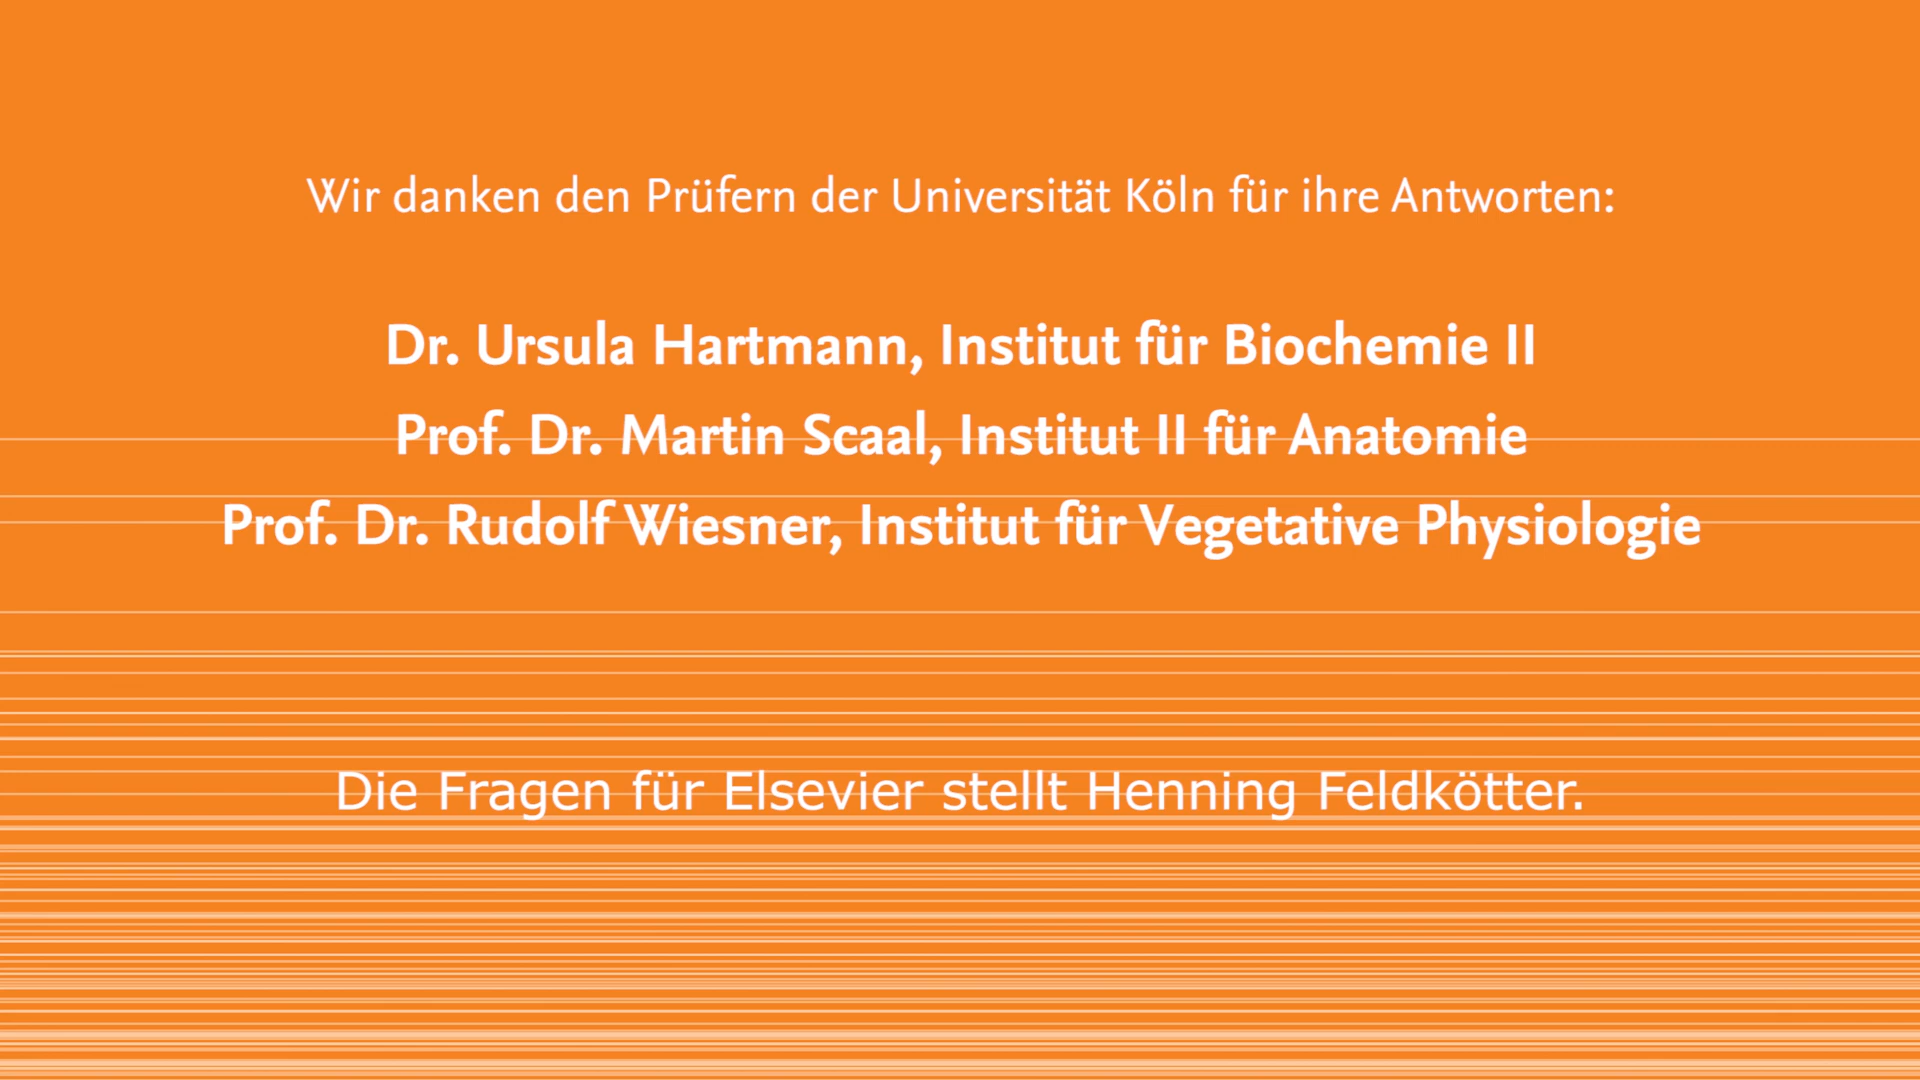 Wir danken den Prüfern der Universität Köln für ihre Antworten:
Dr. Ursula Hartmann, Institut für Biochemie II
Prof. Dr. Martin Scaal, Institut II für Anatomie
Prof. Dr. Rudolf Wiesner, Institut für Vegetative Physiologie
Die Fragen für Elsevier stellt Henning Feldkötter.